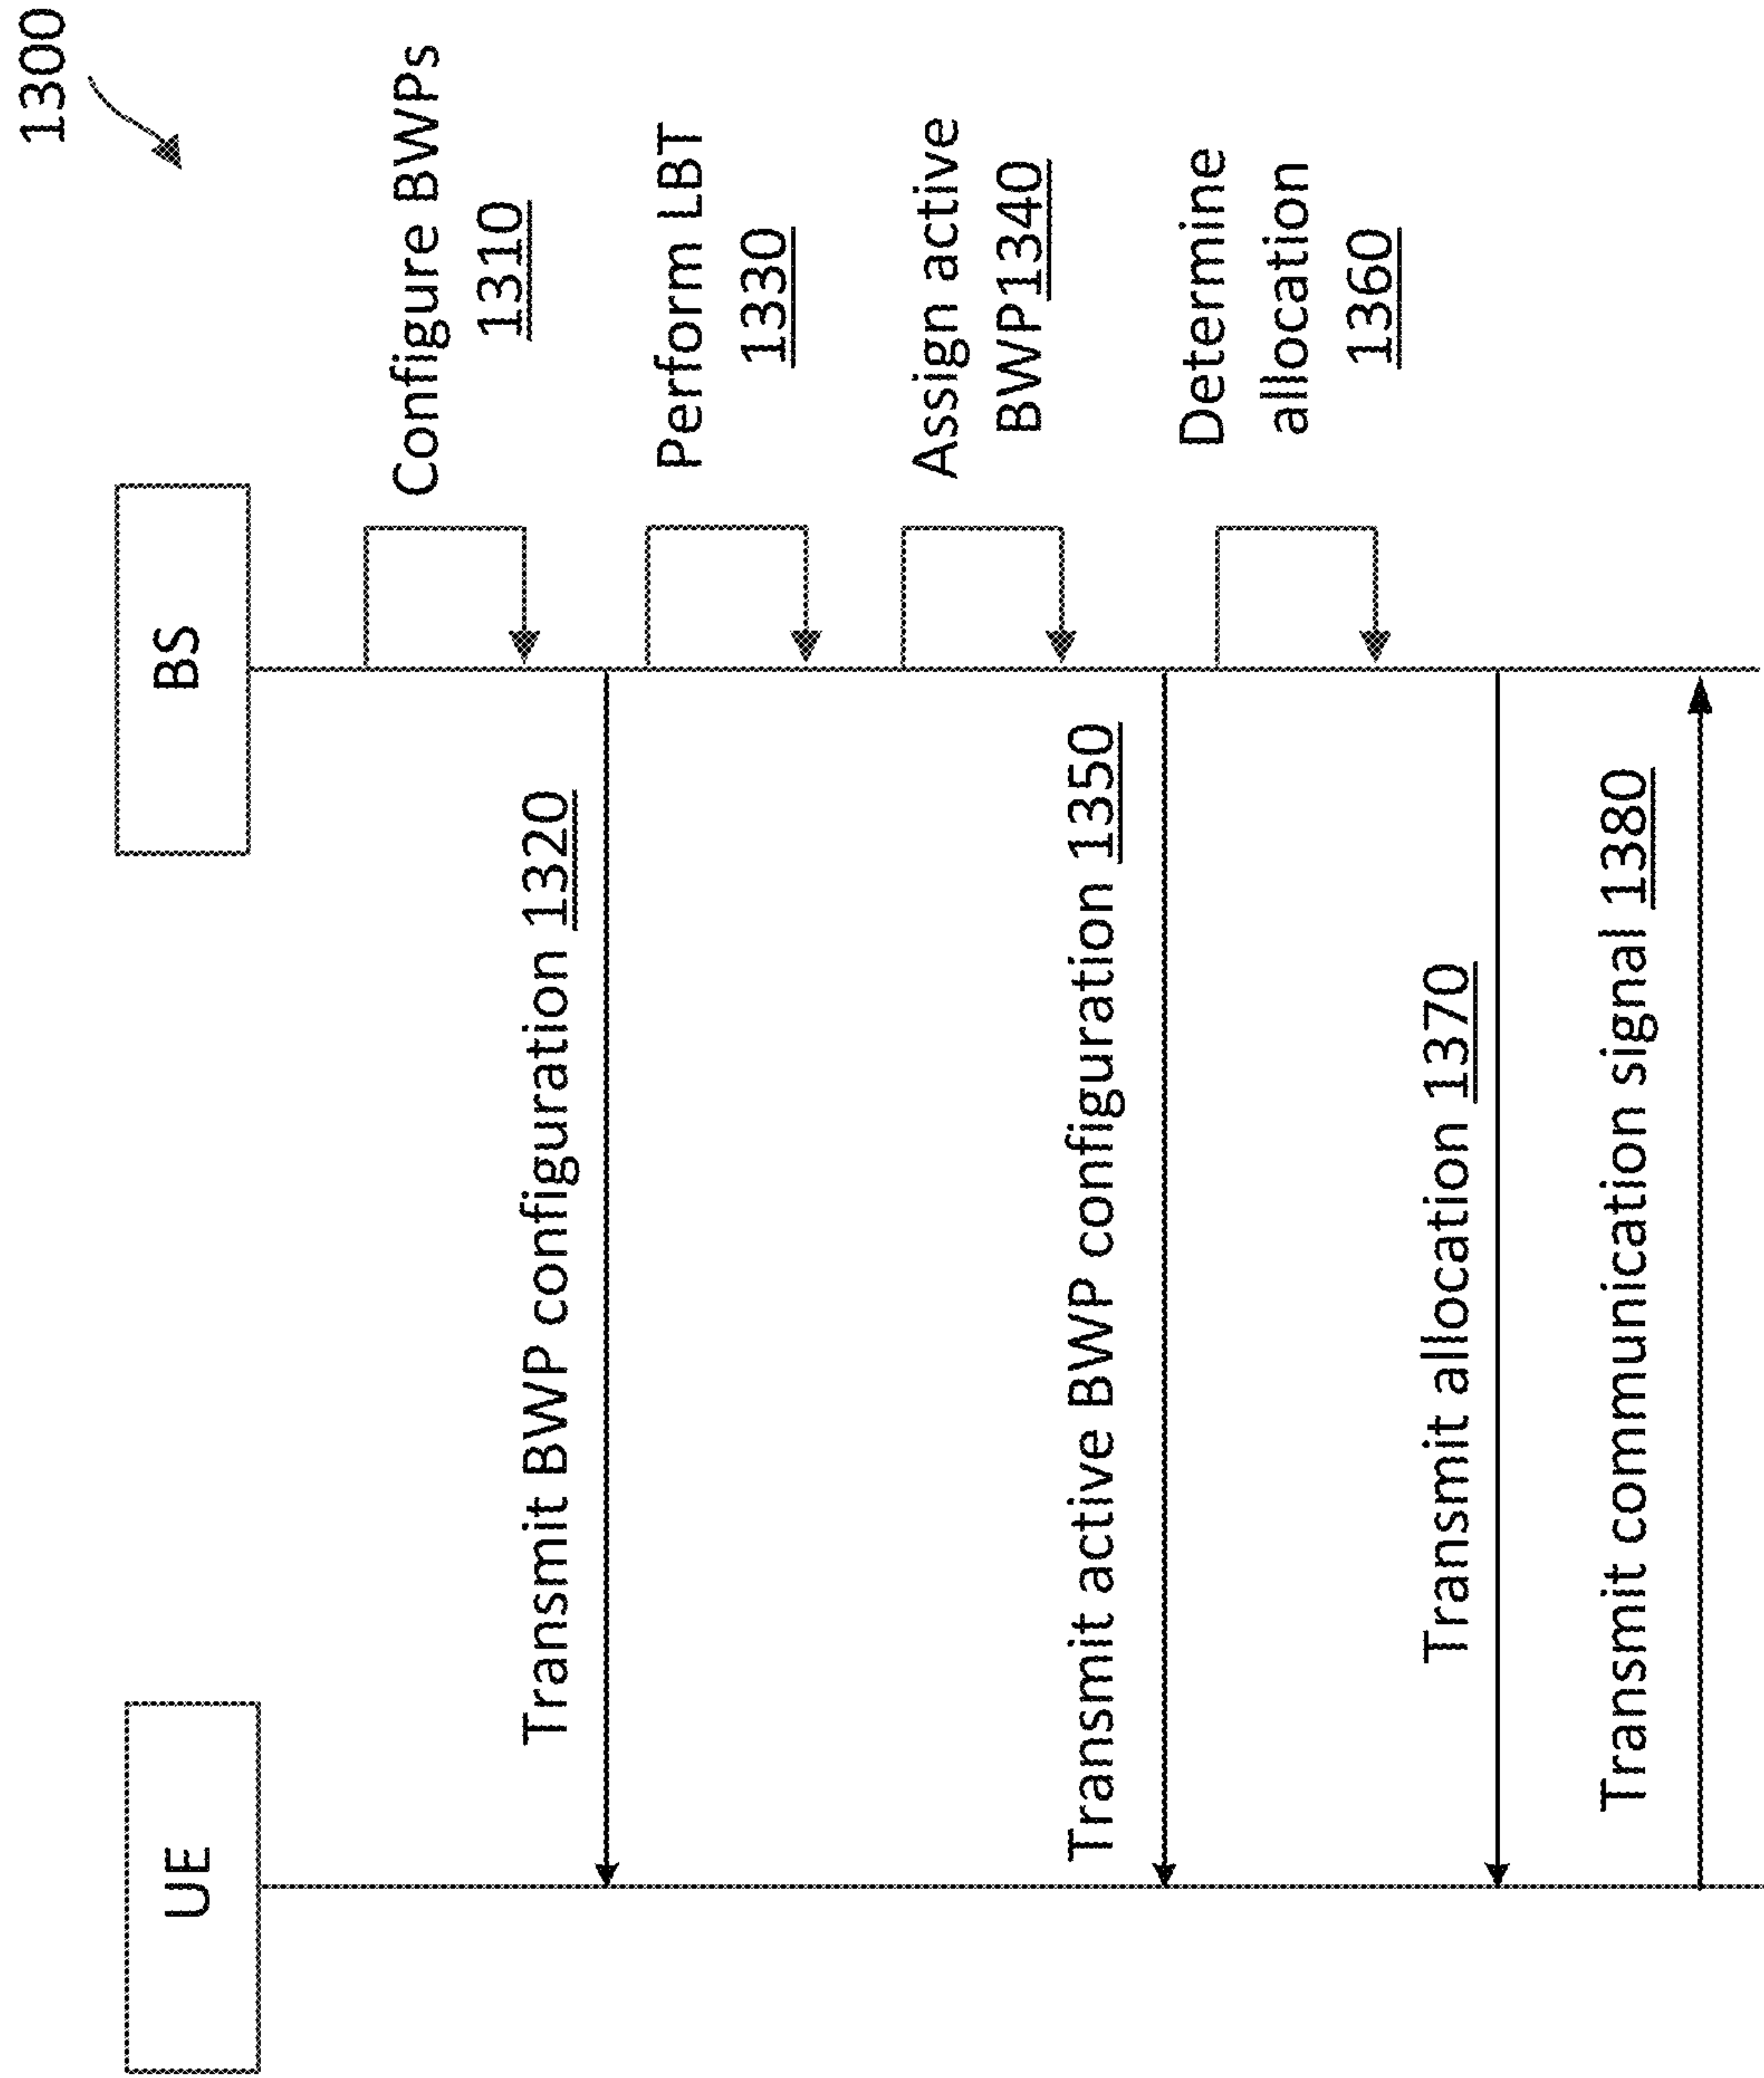 1300
UE
BS
Configure BWPs
1310
Transmit BWP configuration 1320
Perform LBT
1330
Assign active
BWP1340
Transmit active BWP configuration 1350
Determine
allocation
1360
Transmit allocation 1370
Transmit communication signal 1380